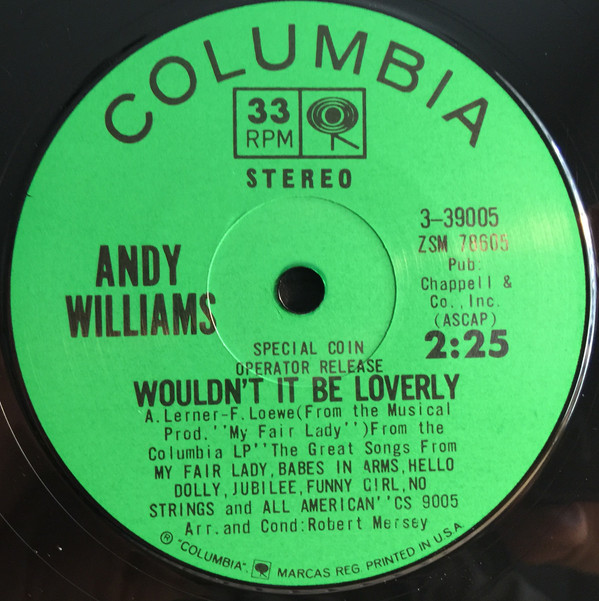 COLUMBIA
33
RPM
STEREO
3-39005
ZSM 78605
Pub:
Chappell &
Co., Inc.
(ASCAP)
2:25
ANDY
WILLIAMS
SPECIAL COIN
OPERATOR RELEASE
WOULDN'T IT BE LOVERLY
A. Lerner-F. Loewe(From the Musical
Prod.''My Fair Lady'')From the
Columbia LP''The Great Songs From
MY FAIR LADY, BABES IN ARMS, HELLO
DOLLY, JUBILEE, FUNNY GIRL, NO
STRINGS and ALL AMERICAN''CS 9005
Arr. and Cond: Robert Mersey
® "COLUMBIA". MARCAS REG. PRINTED IN U.S.A.